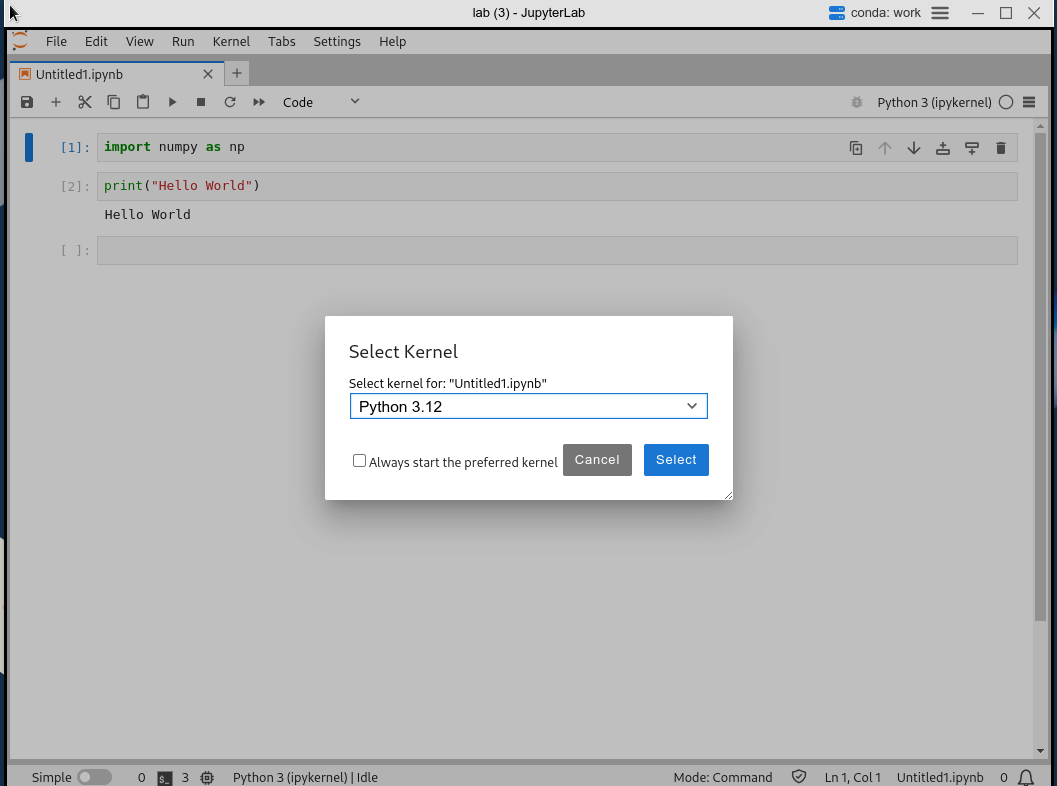 lab (3) - JupyterLab
conda: work
File Edit View Run Kernel Tabs Settings Help
Untitled1.ipynb
Code
Python 3 (ipykernel)
[1]: import numpy as np
[2]: print("Hello World")
Hello World
[ ]:
Select Kernel
Select kernel for: "Untitled1.ipynb"
Python 3.12
Always start the preferred kernel
Cancel
Select
Simple 0 $_ 3 Python 3 (ipykernel) | Idle Mode: Command Ln 1, Col 1 Untitled1.ipynb 0